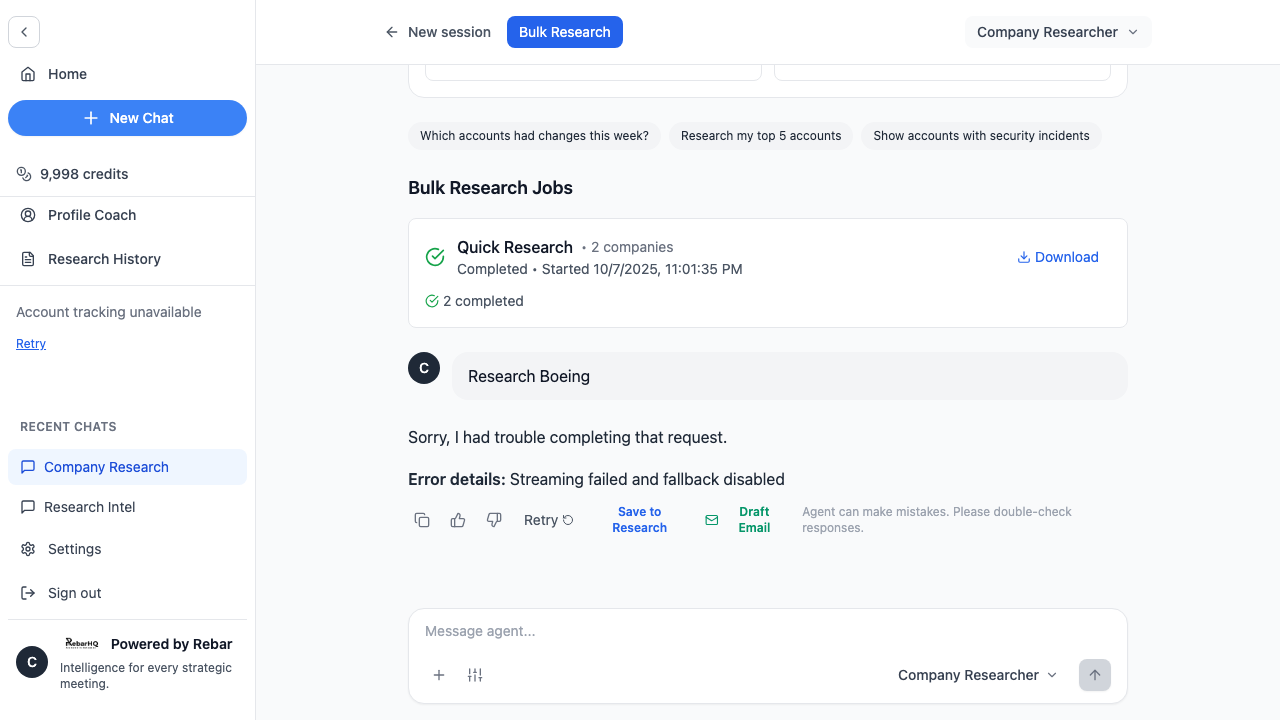 Home
New Chat
9,998 credits
Profile Coach
Research History
Account tracking unavailable
Retry
RECENT CHATS
Company Research
Research Intel
Settings
Sign out
RebarHQ
Powered by Rebar
C
Intelligence for every strategic
meeting.
New session
Bulk Research
Company Researcher
Which accounts had changes this week?
Research my top 5 accounts
Show accounts with security incidents
Bulk Research Jobs
Quick Research • 2 companies
Completed • Started 10/7/2025, 11:01:35 PM
Download
2 completed
C
Research Boeing
Sorry, I had trouble completing that request.
Error details: Streaming failed and fallback disabled
Retry
Save to
Research
Draft
Email
Agent can make mistakes. Please double-check
responses.
Message agent...
Company Researcher